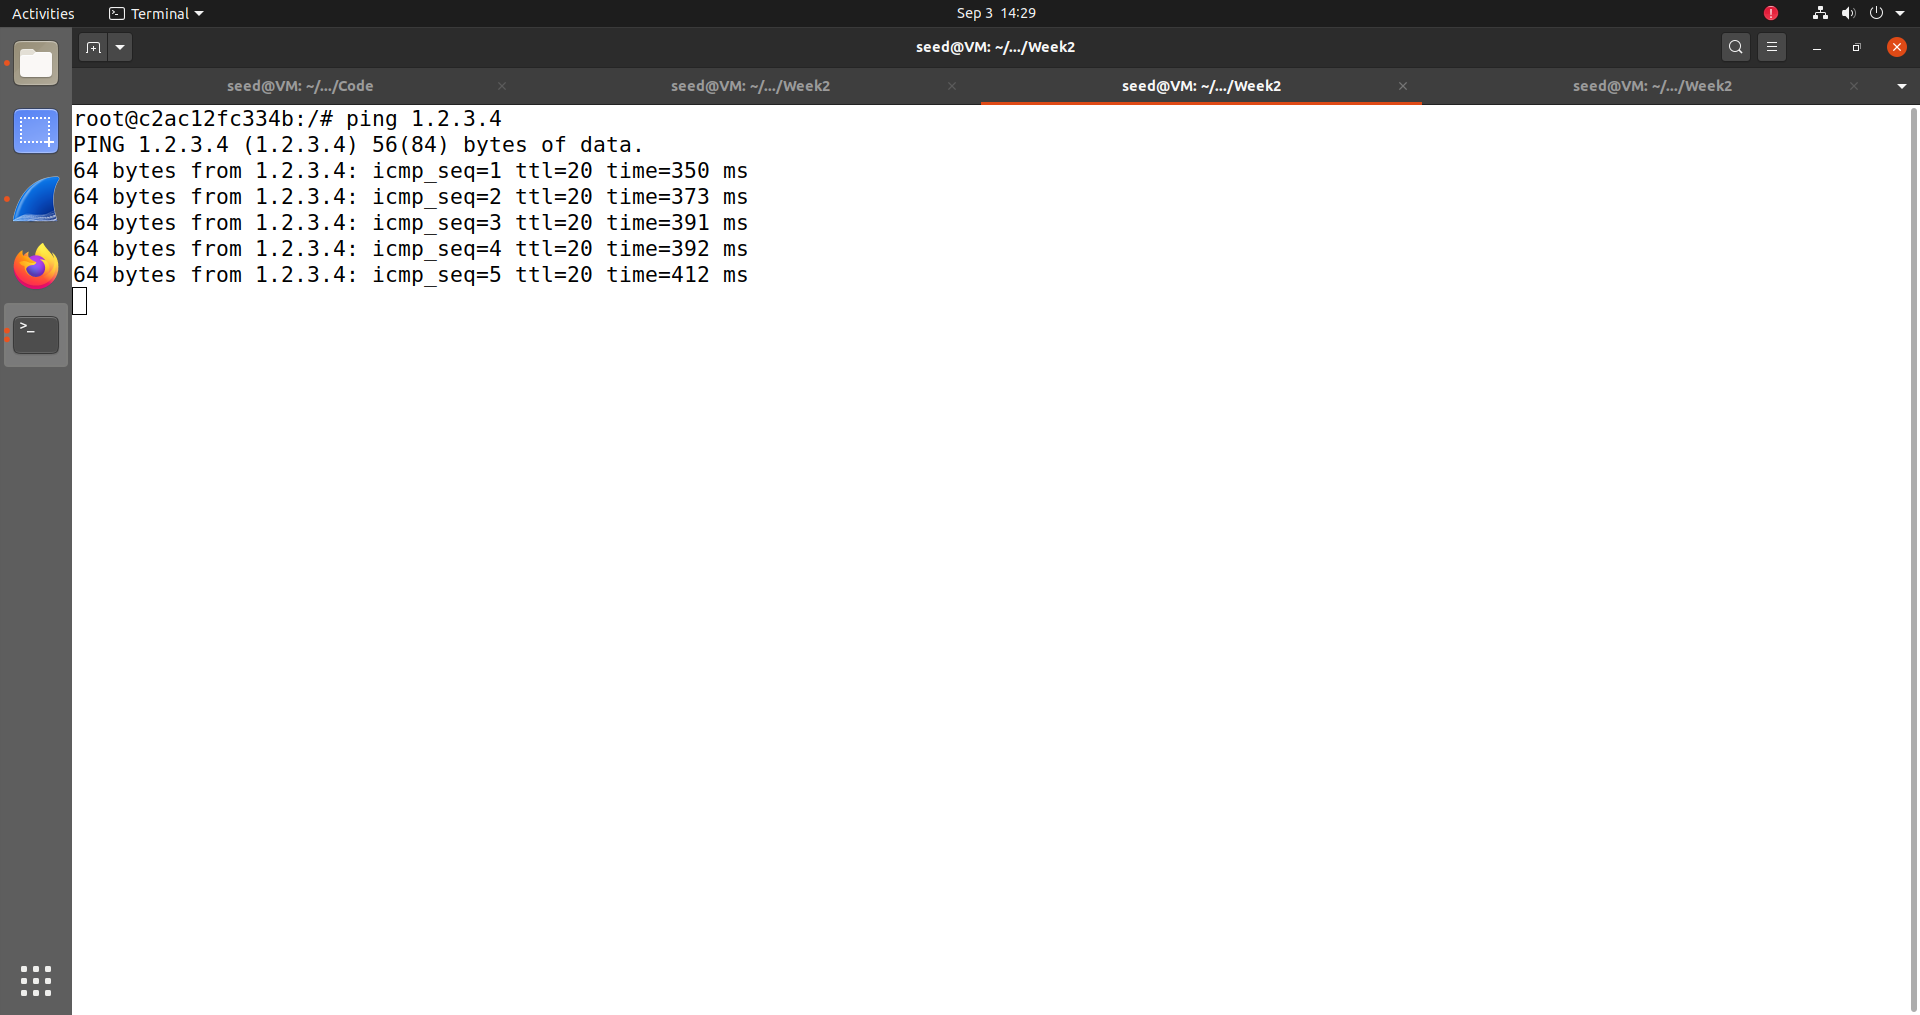 Activities Terminal Sep 3 14:29
seed@VM: ~/.../Week2
seed@VM: ~/.../Code seed@VM: ~/.../Week2 seed@VM: ~/.../Week2 seed@VM: ~/.../Week2
root@c2ac12fc334b:/# ping 1.2.3.4
PING 1.2.3.4 (1.2.3.4) 56(84) bytes of data.
64 bytes from 1.2.3.4: icmp_seq=1 ttl=20 time=350 ms
64 bytes from 1.2.3.4: icmp_seq=2 ttl=20 time=373 ms
64 bytes from 1.2.3.4: icmp_seq=3 ttl=20 time=391 ms
64 bytes from 1.2.3.4: icmp_seq=4 ttl=20 time=392 ms
64 bytes from 1.2.3.4: icmp_seq=5 ttl=20 time=412 ms